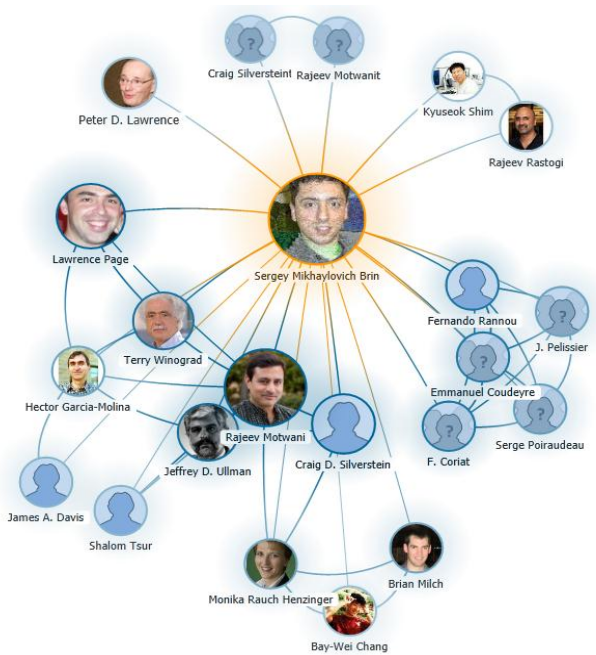 Craig Silversteint
Rajeev Motwanit
Kyuseok Shim
Peter D. Lawrence
Rajeev Rastogi
Lawrence Page
Sergey Mikhaylovich Brin
Fernando Rannou
J. Pelissier
Terry Winograd
Emmanuel Coudeyre
Hector Garcia-Molina
Rajeev Motwani
Serge Poiraudeau
Jeffrey D. Ullman
Craig D. Silverstein
F. Coriat
James A. Davis
Shalom Tsur
Brian Milch
Monika Rauch Henzinger
Bay-Wei Chang